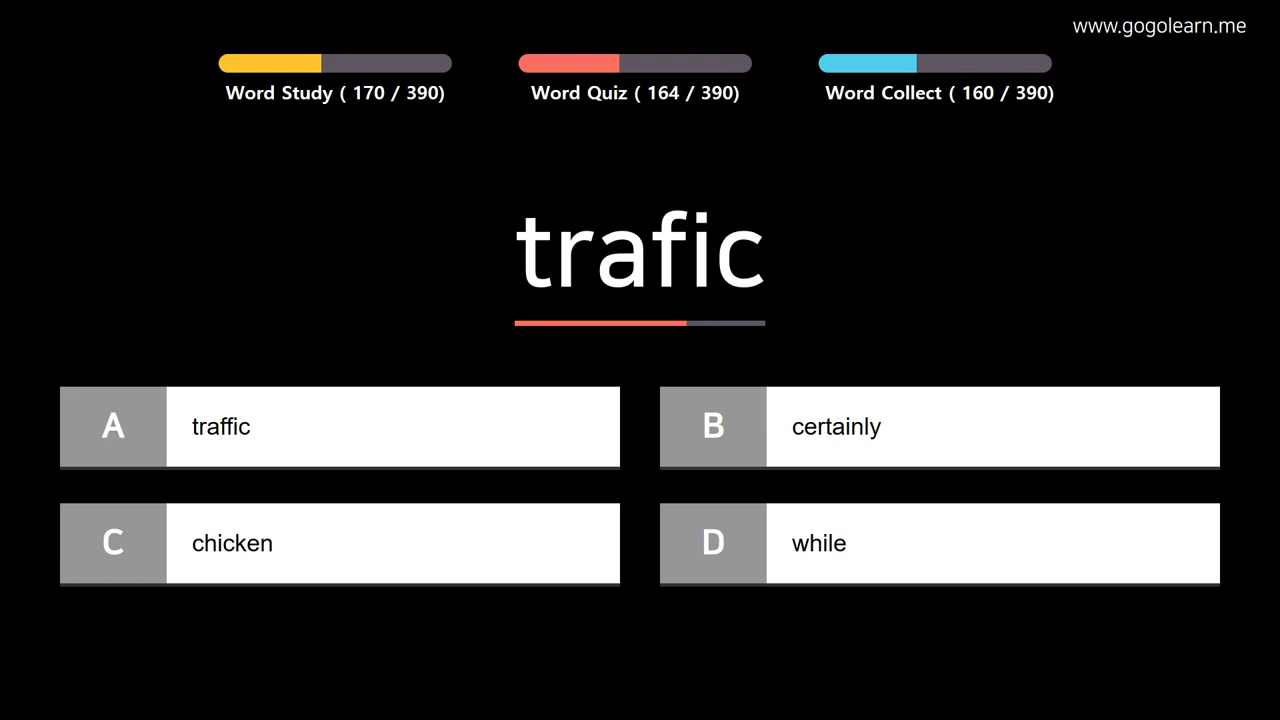 www.gogolearn.me
Word Study ( 170 / 390)
Word Quiz ( 164 / 390)
Word Collect ( 160 / 390)
trafic
A traffic
B certainly
C chicken
D while